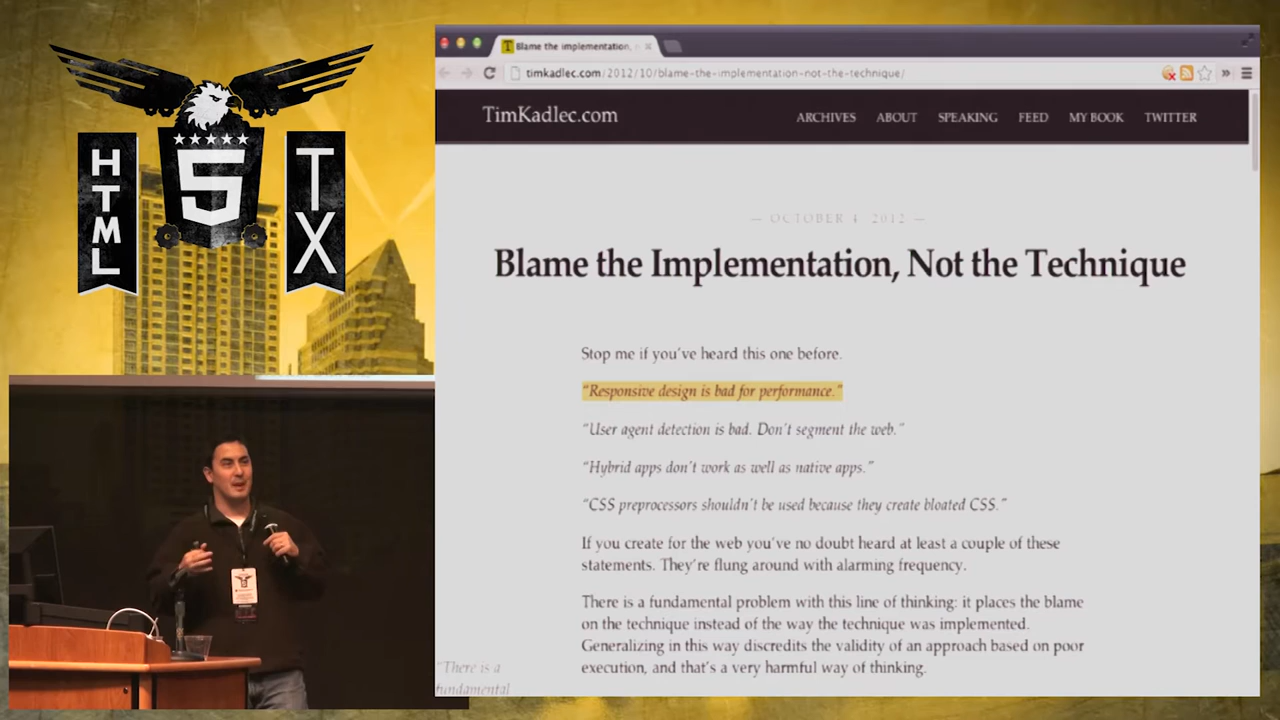 HTML
5
TX
Blame the implementation,
timkadlec.com/2012/10/blame-the-implementation-not-the-technique/
TimKadlec.com
ARCHIVES ABOUT SPEAKING FEED MY BOOK TWITTER
— OCTOBER 4, 2012 —
Blame the Implementation, Not the Technique
Stop me if you've heard this one before.
“Responsive design is bad for performance.”
“User agent detection is bad. Don't segment the web.”
“Hybrid apps don't work as well as native apps.”
“CSS preprocessors shouldn't be used because they create bloated CSS.”
If you create for the web you've no doubt heard at least a couple of these
statements. They're flung around with alarming frequency.
There is a fundamental problem with this line of thinking: it places the blame
on the technique instead of the way the technique was implemented.
Generalizing in this way discredits the validity of an approach based on poor
execution, and that's a very harmful way of thinking.
“There is a
fundamental